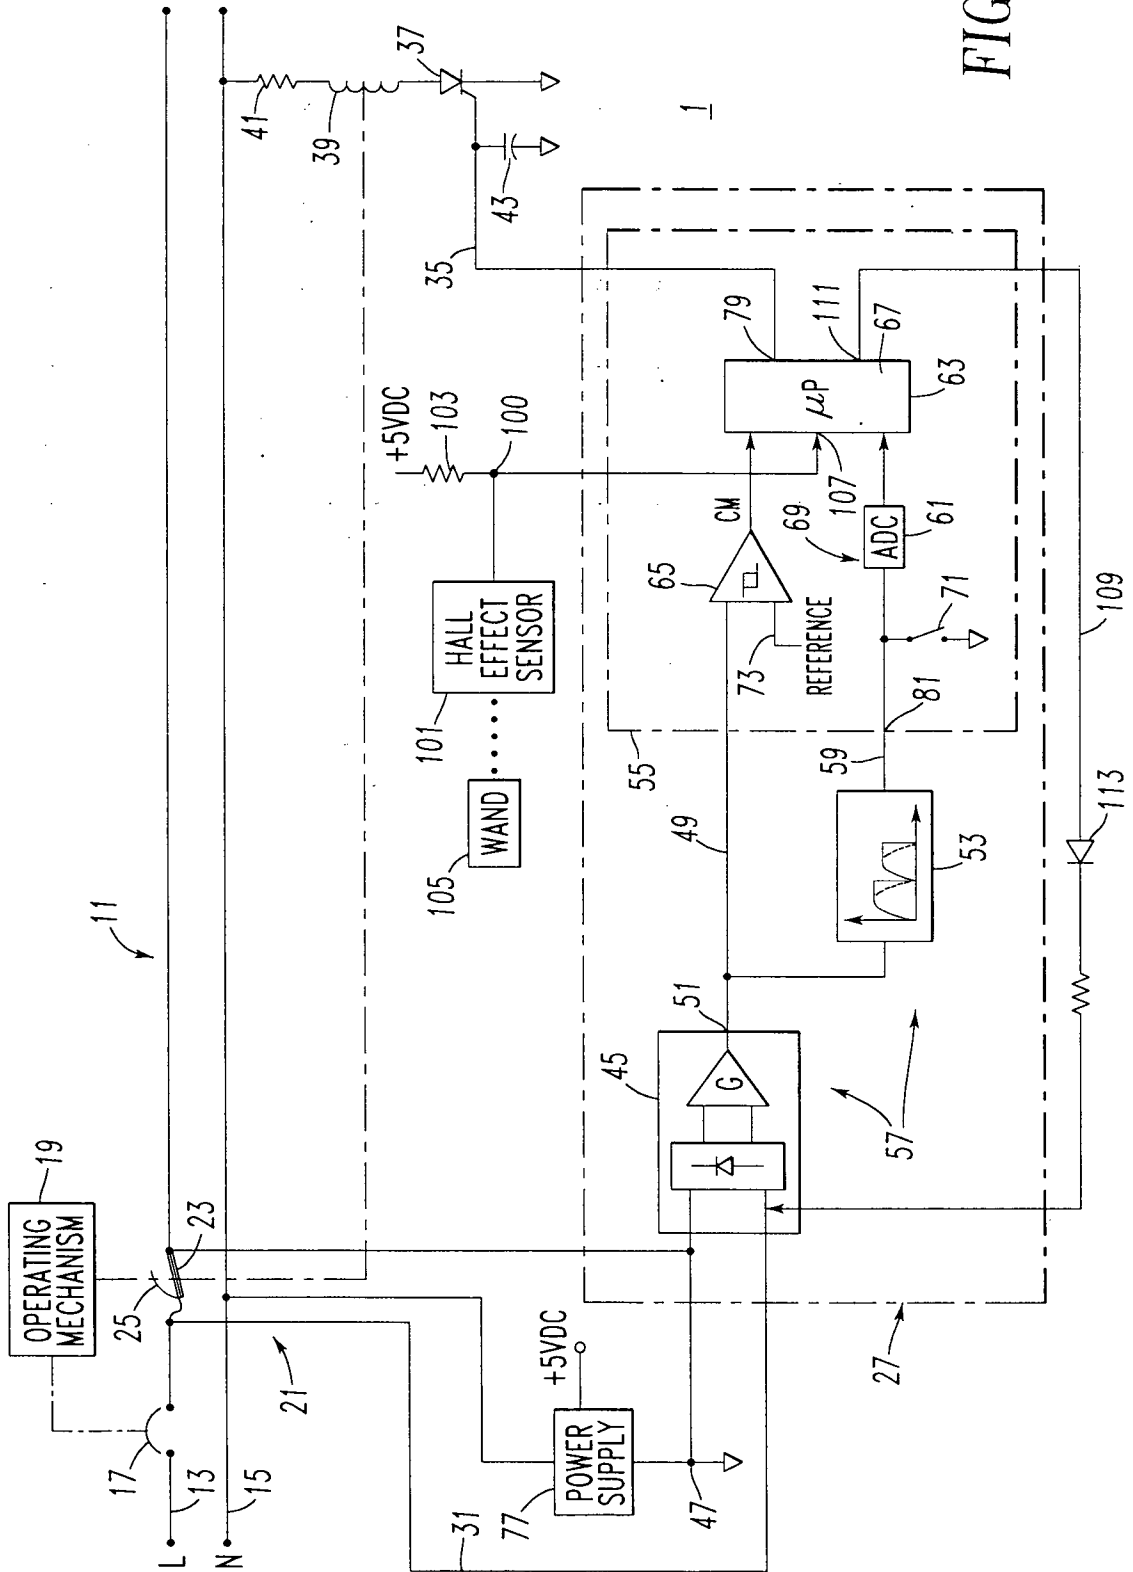 FIG
1
11
L
N
13
15
17
OPERATING
MECHANISM
19
21
23
25
27
31
35
37
39
41
43
+5VDC
103
100
HALL
EFFECT
SENSOR
101
WAND
105
POWER
SUPPLY
77
+5VDC
47
45
G
51
49
57
53
59
55
81
65
CM
73
REFERENCE
69
ADC
61
71
107
µP
79
111
67
63
109
113